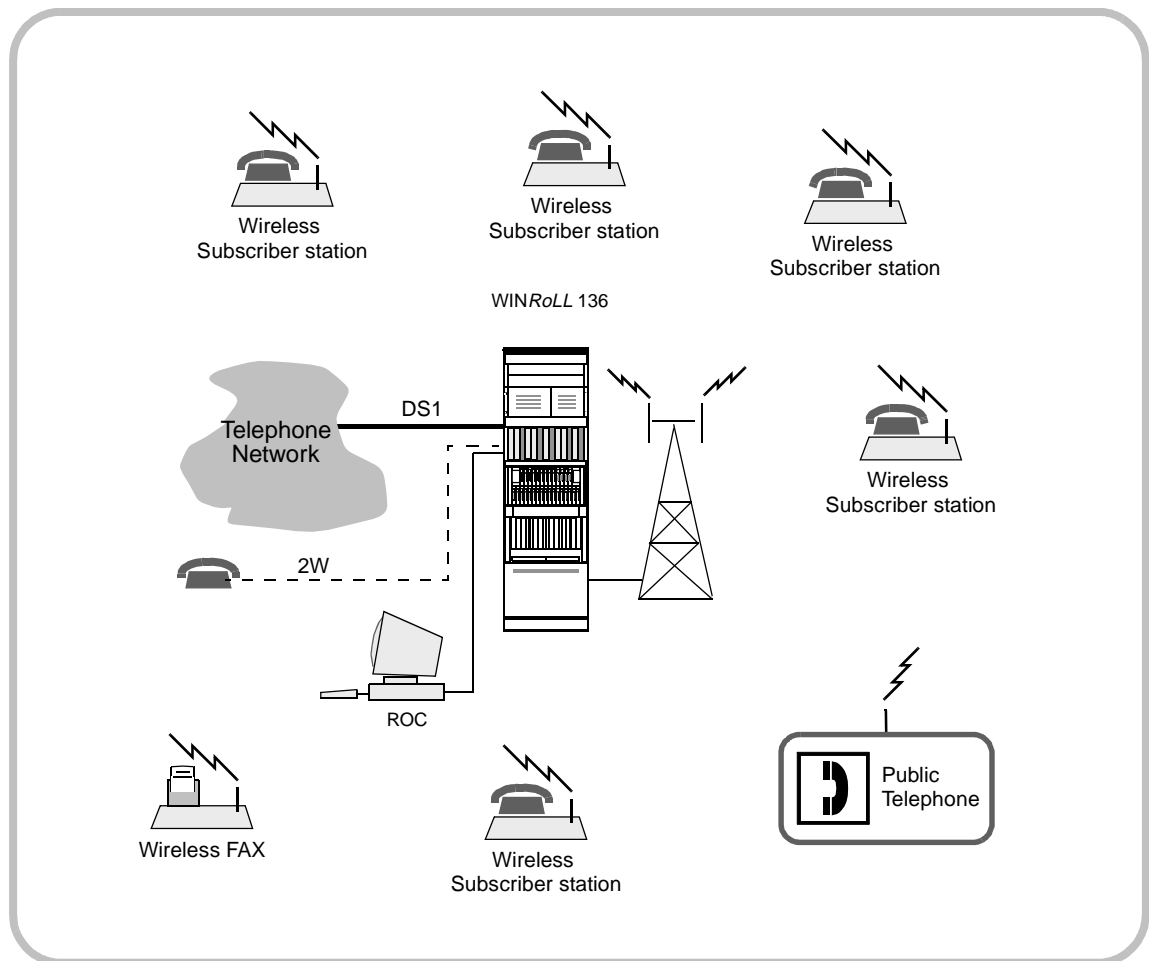 Wireless
Subscriber station
Wireless
Subscriber station
Wireless
Subscriber station
WINRoLL 136
DS1
Telephone
Network
Wireless
Subscriber station
2W
ROC
Public
Telephone
Wireless FAX
Wireless
Subscriber station